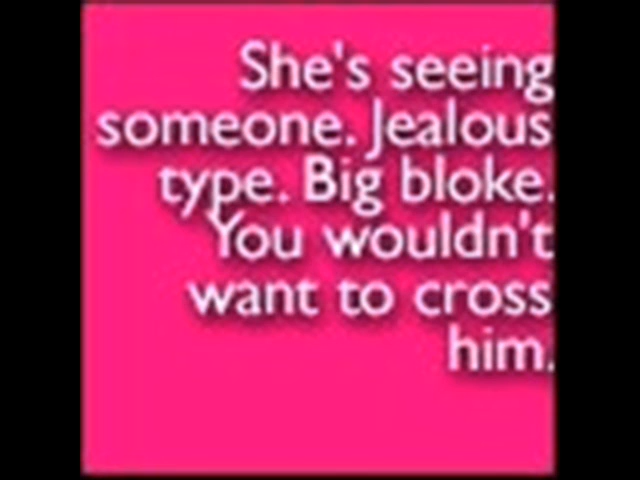 She's seeing
someone. Jealous
type. Big bloke.
You wouldn't
want to cross
him.